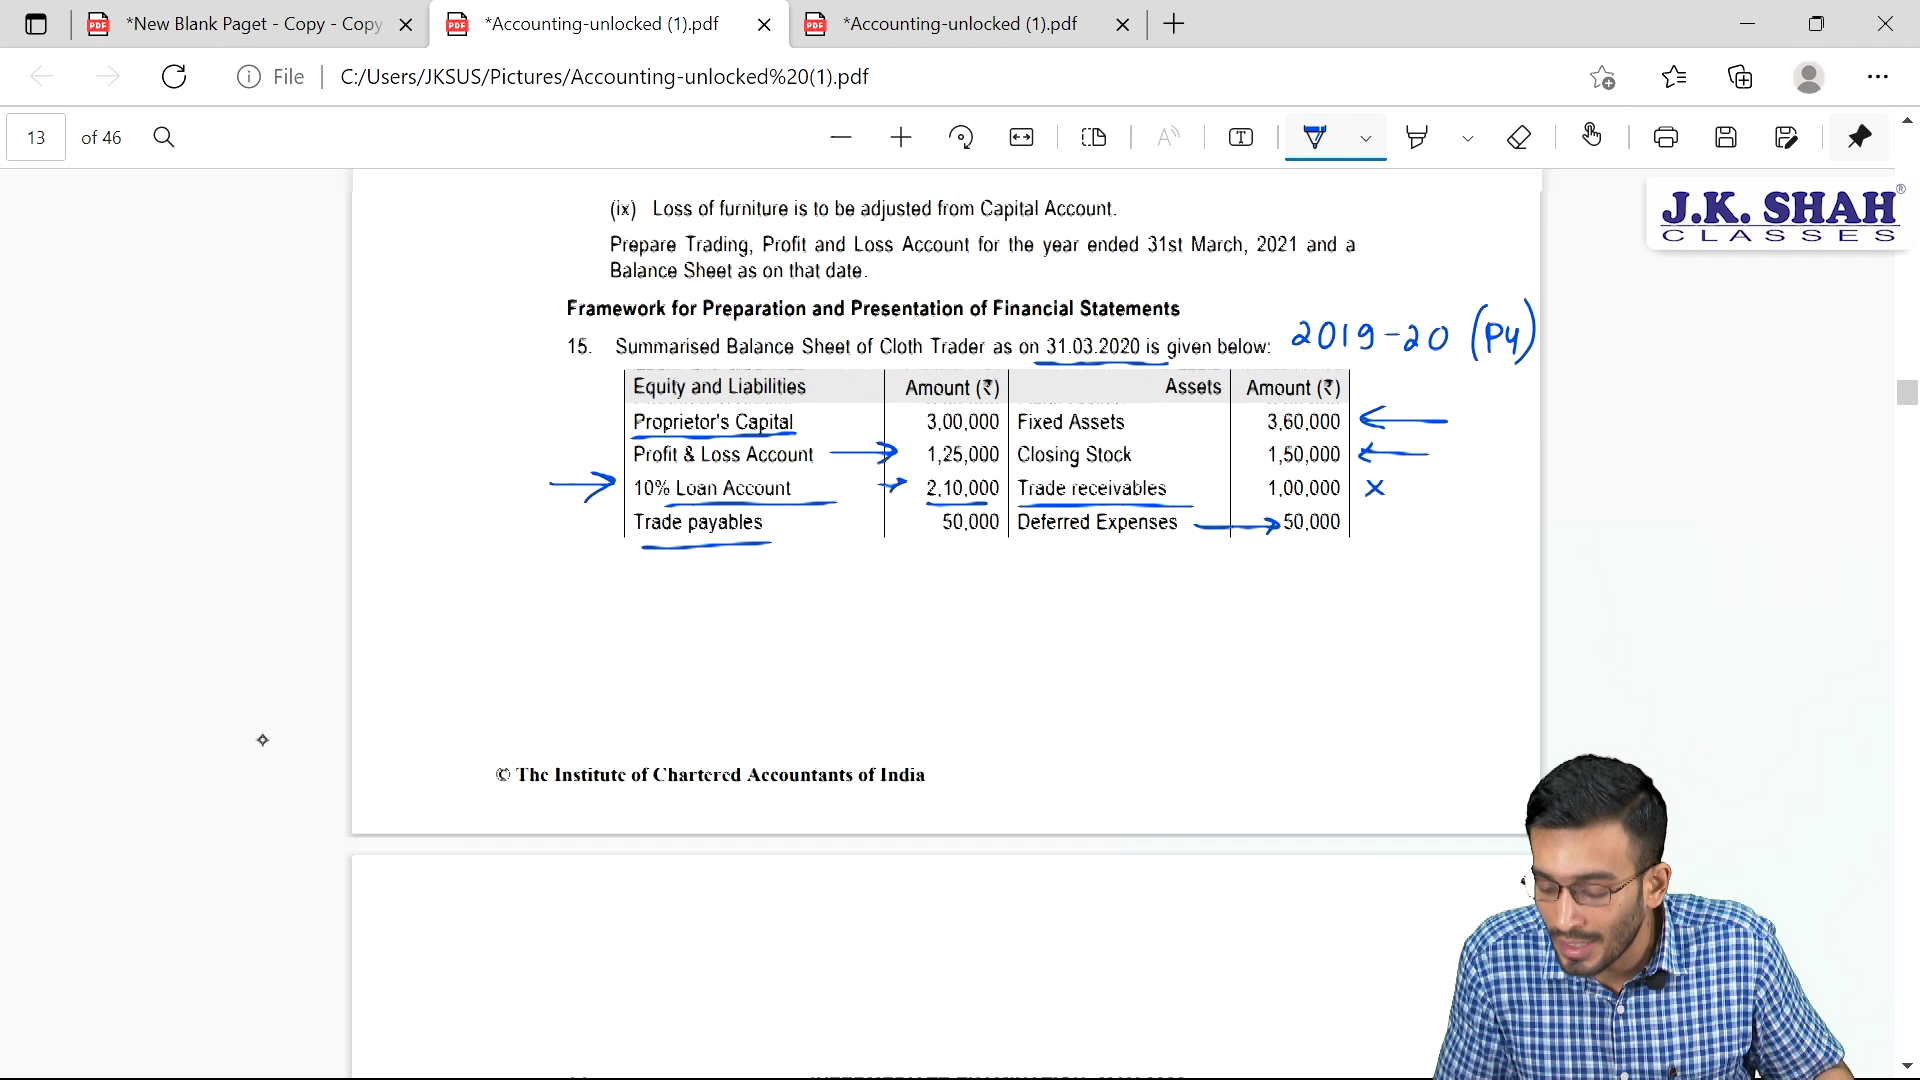 *New Blank Paget - Copy - Copy
*Accounting-unlocked (1).pdf
*Accounting-unlocked (1).pdf
File
C:/Users/JKSUS/Pictures/Accounting-unlocked%20(1).pdf
13 of 46
J.K. SHAH®
CLASSES
(ix) Loss of furniture is to be adjusted from Capital Account.
Prepare Trading, Profit and Loss Account for the year ended 31st March, 2021 and a
Balance Sheet as on that date.
Framework for Preparation and Presentation of Financial Statements
15. Summarised Balance Sheet of Cloth Trader as on 31.03.2020 is given below: 2019-20 (Py)
Equity and Liabilities Amount (₹) Assets Amount (₹)
Proprietor's Capital 3,00,000 Fixed Assets 3,60,000
Profit & Loss Account 1,25,000 Closing Stock 1,50,000
10% Loan Account 2,10,000 Trade receivables 1,00,000 x
Trade payables 50,000 Deferred Expenses 50,000
© The Institute of Chartered Accountants of India